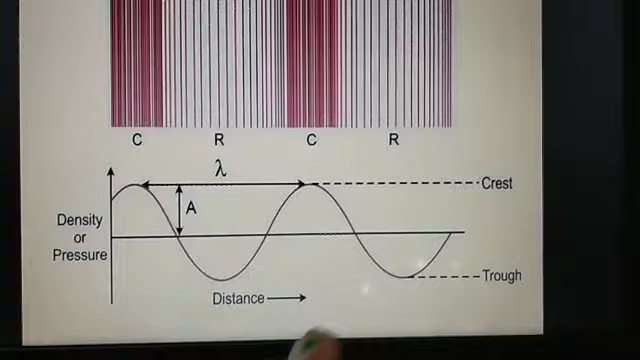 C R C R
λ
Crest
A
Density
or
Pressure
Trough
Distance